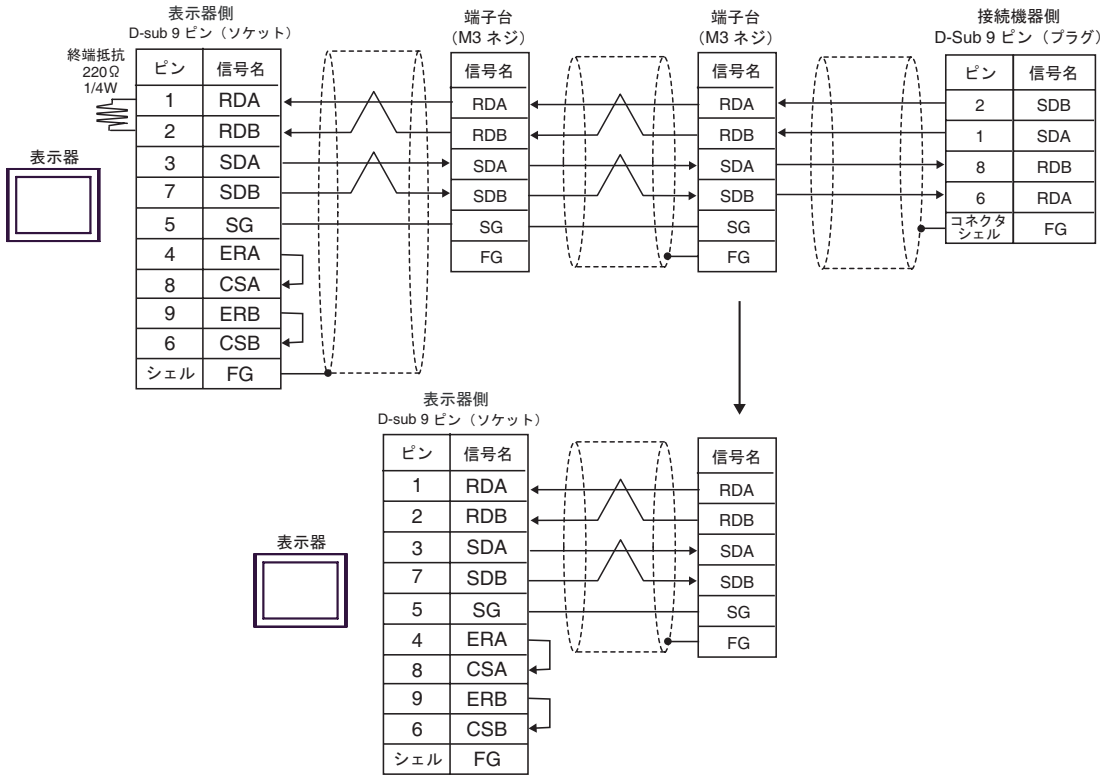 表示器側
D-sub 9 ピン（ソケット）
終端抵抗
220Ω
1/4W
ピン 信号名
1 RDA
2 RDB
3 SDA
7 SDB
5 SG
4 ERA
8 CSA
9 ERB
6 CSB
シェル FG
表示器
端子台
（M3 ネジ）
信号名
RDA
RDB
SDA
SDB
SG
FG
端子台
（M3 ネジ）
信号名
RDA
RDB
SDA
SDB
SG
FG
接続機器側
D-Sub 9 ピン（プラグ）
ピン 信号名
2 SDB
1 SDA
8 RDB
6 RDA
コネクタ
シェル FG
表示器側
D-sub 9 ピン（ソケット）
ピン 信号名
1 RDA
2 RDB
3 SDA
7 SDB
5 SG
4 ERA
8 CSA
9 ERB
6 CSB
シェル FG
表示器
信号名
RDA
RDB
SDA
SDB
SG
FG